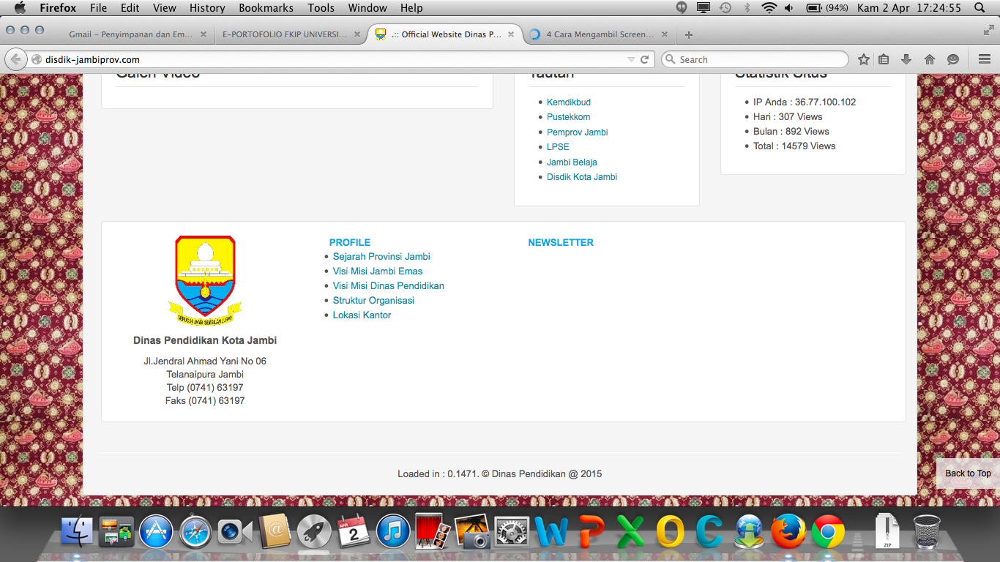 Firefox File Edit View History Bookmarks Tools Window Help (94%) Kam 2 Apr 17:24:55
Gmail - Penyimpanan dan Em... E-PORTOFOLIO FKIP UNIVERSI... .:: Official Website Dinas P... 4 Cara Mengambil Screen...
disdik-jambiprov.com Search
Galeri Video
Tautan
Kemdikbud
Pustekkom
Pemprov Jambi
LPSE
Jambi Belaja
Disdik Kota Jambi
Statistik Situs
IP Anda : 36.77.100.102
Hari : 307 Views
Bulan : 892 Views
Total : 14579 Views
Dinas Pendidikan Kota Jambi
Jl.Jendral Ahmad Yani No 06
Telanaipura Jambi
Telp (0741) 63197
Faks (0741) 63197
PROFILE
Sejarah Provinsi Jambi
Visi Misi Jambi Emas
Visi Misi Dinas Pendidikan
Struktur Organisasi
Lokasi Kantor
NEWSLETTER
Loaded in : 0.1471. © Dinas Pendidikan @ 2015
Back to Top
APR
2
ZIP